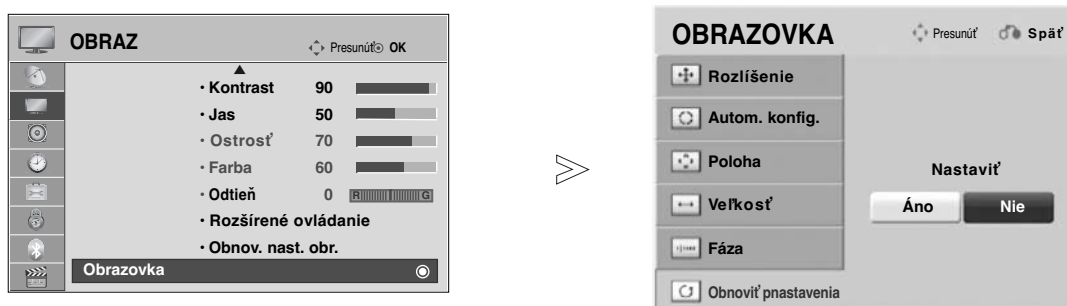 OBRAZ
Presunúť OK
• Kontrast 90
• Jas 50
• Ostrosť 70
• Farba 60
• Odtieň 0 R G
• Rozšírené ovládanie
• Obnov. nast. obr.
Obrazovka
OBRAZOVKA
Presunúť Späť
Rozlíšenie
Autom. konfig.
Poloha
Veľkosť
Fáza
Obnoviť pnastavenia
Nastaviť
Áno Nie